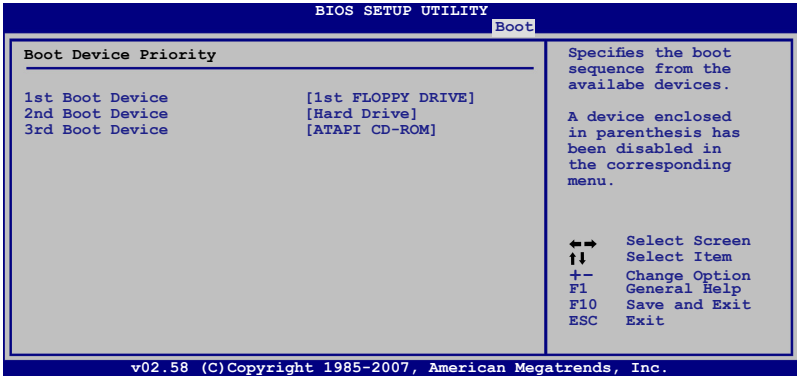 BIOS SETUP UTILITY
Boot
Boot Device Priority
1st Boot Device [1st FLOPPY DRIVE]
2nd Boot Device [Hard Drive]
3rd Boot Device [ATAPI CD-ROM]
Specifies the boot
sequence from the
availabe devices.
A device enclosed
in parenthesis has
been disabled in
the corresponding
menu.
←→ Select Screen
↑↓ Select Item
+- Change Option
F1 General Help
F10 Save and Exit
ESC Exit
v02.58 (C)Copyright 1985-2007, American Megatrends, Inc.